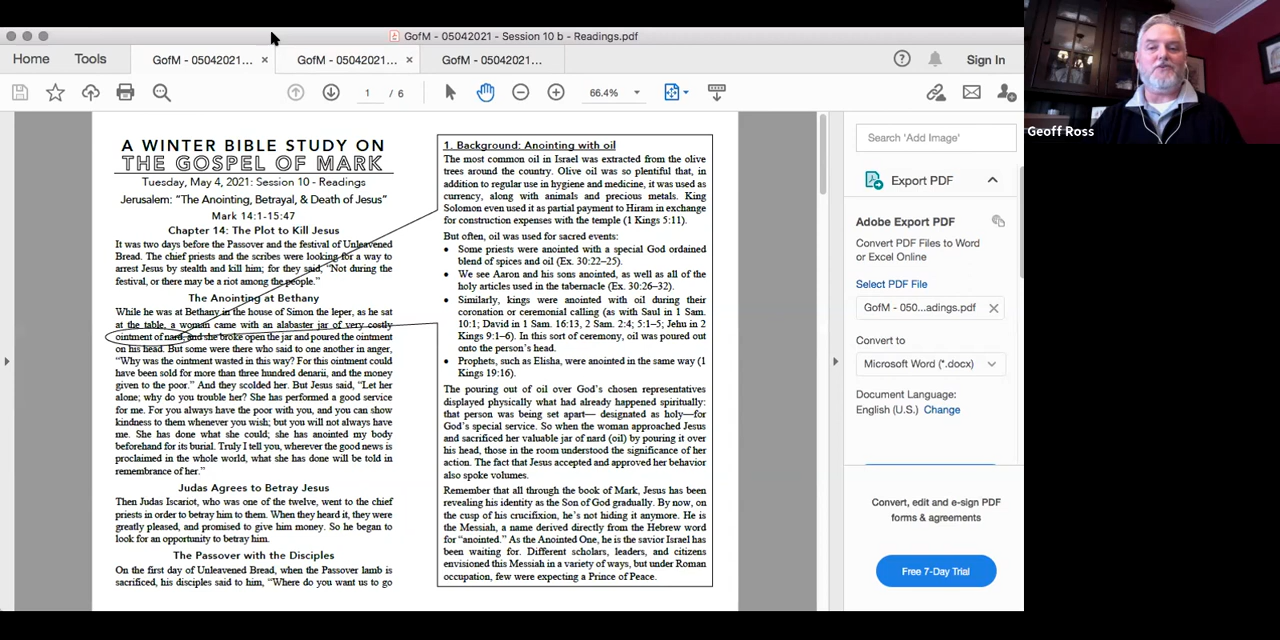 GofM - 05042021 - Session 10 b - Readings.pdf
Home
Tools
GofM - 05042021...
GofM - 05042021...
GofM - 05042021...
Sign In
1 / 6
66.4%
A WINTER BIBLE STUDY ON
THE GOSPEL OF MARK
Tuesday, May 4, 2021: Session 10 - Readings
Jerusalem: “The Anointing, Betrayal, & Death of Jesus”
Mark 14:1-15:47
Chapter 14: The Plot to Kill Jesus
It was two days before the Passover and the festival of Unleavened
Bread. The chief priests and the scribes were looking for a way to
arrest Jesus by stealth and kill him; for they said, “Not during the
festival, or there may be a riot among the people.”
The Anointing at Bethany
While he was at Bethany in the house of Simon the leper, as he sat
at the table, a woman came with an alabaster jar of very costly
ointment of nard, and she broke open the jar and poured the ointment
on his head. But some were there who said to one another in anger,
“Why was the ointment wasted in this way? For this ointment could
have been sold for more than three hundred denarii, and the money
given to the poor.” And they scolded her. But Jesus said, “Let her
alone; why do you trouble her? She has performed a good service
for me. For you always have the poor with you, and you can show
kindness to them whenever you wish; but you will not always have
me. She has done what she could; she has anointed my body
beforehand for its burial. Truly I tell you, wherever the good news is
proclaimed in the whole world, what she has done will be told in
remembrance of her.”
Judas Agrees to Betray Jesus
Then Judas Iscariot, who was one of the twelve, went to the chief
priests in order to betray him to them. When they heard it, they were
greatly pleased, and promised to give him money. So he began to
look for an opportunity to betray him.
The Passover with the Disciples
On the first day of Unleavened Bread, when the Passover lamb is
sacrificed, his disciples said to him, “Where do you want us to go
1. Background: Anointing with oil
The most common oil in Israel was extracted from the olive
trees around the country. Olive oil was so plentiful that, in
addition to regular use in hygiene and medicine, it was used as
currency, along with animals and precious metals. King
Solomon even used it as partial payment to Hiram in exchange
for construction expenses with the temple (1 Kings 5:11).
But often, oil was used for sacred events:
• Some priests were anointed with a special God ordained
blend of spices and oil (Ex. 30:22–25).
• We see Aaron and his sons anointed, as well as all of the
holy articles used in the tabernacle (Ex. 30:26–32).
• Similarly, kings were anointed with oil during their
coronation or ceremonial calling (as with Saul in 1 Sam.
10:1; David in 1 Sam. 16:13, 2 Sam. 2:4; 5:1–5; Jehu in 2
Kings 9:1–6). In this sort of ceremony, oil was poured out
onto the person’s head.
• Prophets, such as Elisha, were anointed in the same way (1
Kings 19:16).
The pouring out of oil over God’s chosen representatives
displayed physically what had already happened spiritually:
that person was being set apart— designated as holy—for
God’s special service. So when the woman approached Jesus
and sacrificed her valuable jar of nard (oil) by pouring it over
his head, those in the room understood the significance of her
action. The fact that Jesus accepted and approved her behavior
also spoke volumes.
Remember that all through the book of Mark, Jesus has been
revealing his identity as the Son of God gradually. By now, on
the cusp of his crucifixion, he’s not hiding it anymore. He is
the Messiah, a name derived directly from the Hebrew word
for “anointed.” As the Anointed One, he is the savior Israel has
been waiting for. Different scholars, leaders, and citizens
envisioned this Messiah in a variety of ways, but under Roman
occupation, few were expecting a Prince of Peace.
Search 'Add Image'
Export PDF
Adobe Export PDF
Convert PDF Files to Word
or Excel Online
Select PDF File
GofM - 050...adings.pdf
Convert to
Microsoft Word (*.docx)
Document Language:
English (U.S.) Change
Convert, edit and e-sign PDF
forms & agreements
Free 7-Day Trial
Geoff Ross